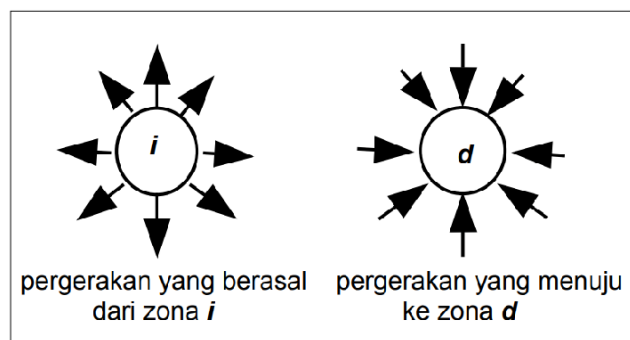 i
d
pergerakan yang berasal
dari zona i
pergerakan yang menuju
ke zona d